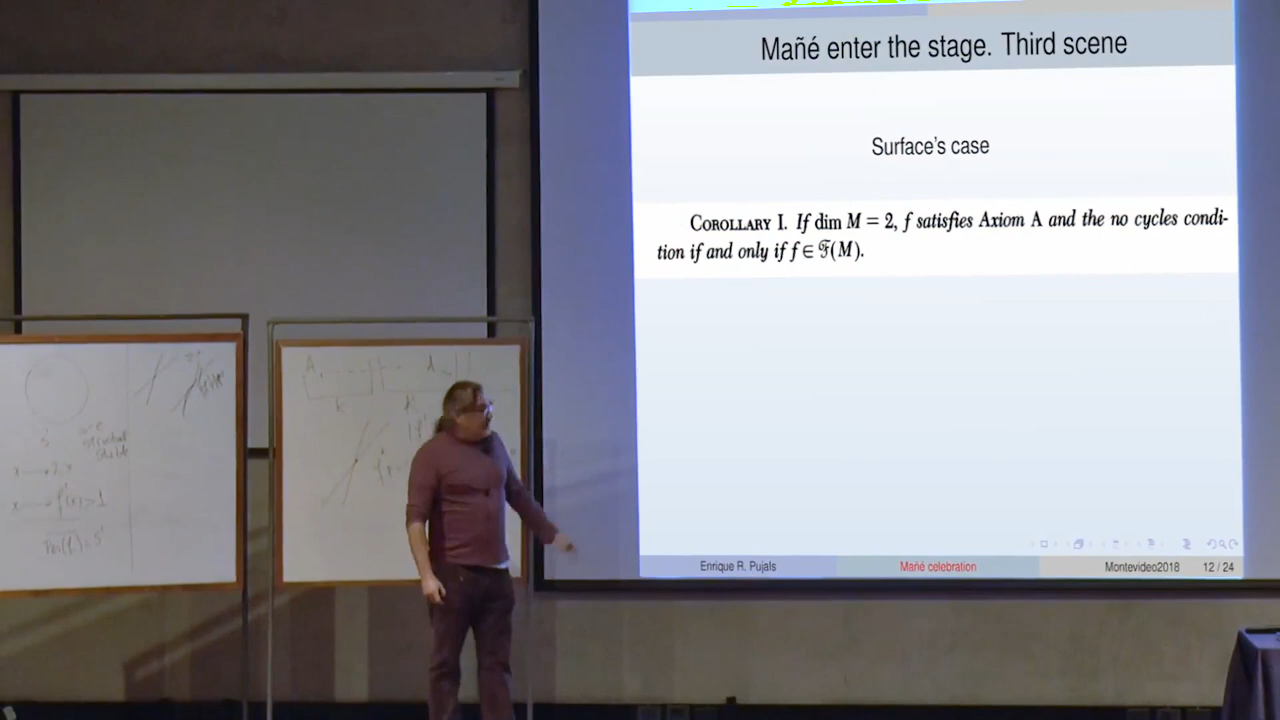 Mañé enter the stage. Third scene
Surface's case
COROLLARY I. If dim M = 2, f satisfies Axiom A and the no cycles condi-
tion if and only if f ∈ 𝔉(M).
Enrique R. Pujals
Mañé celebration
Montevideo2018
12 / 24
A
k